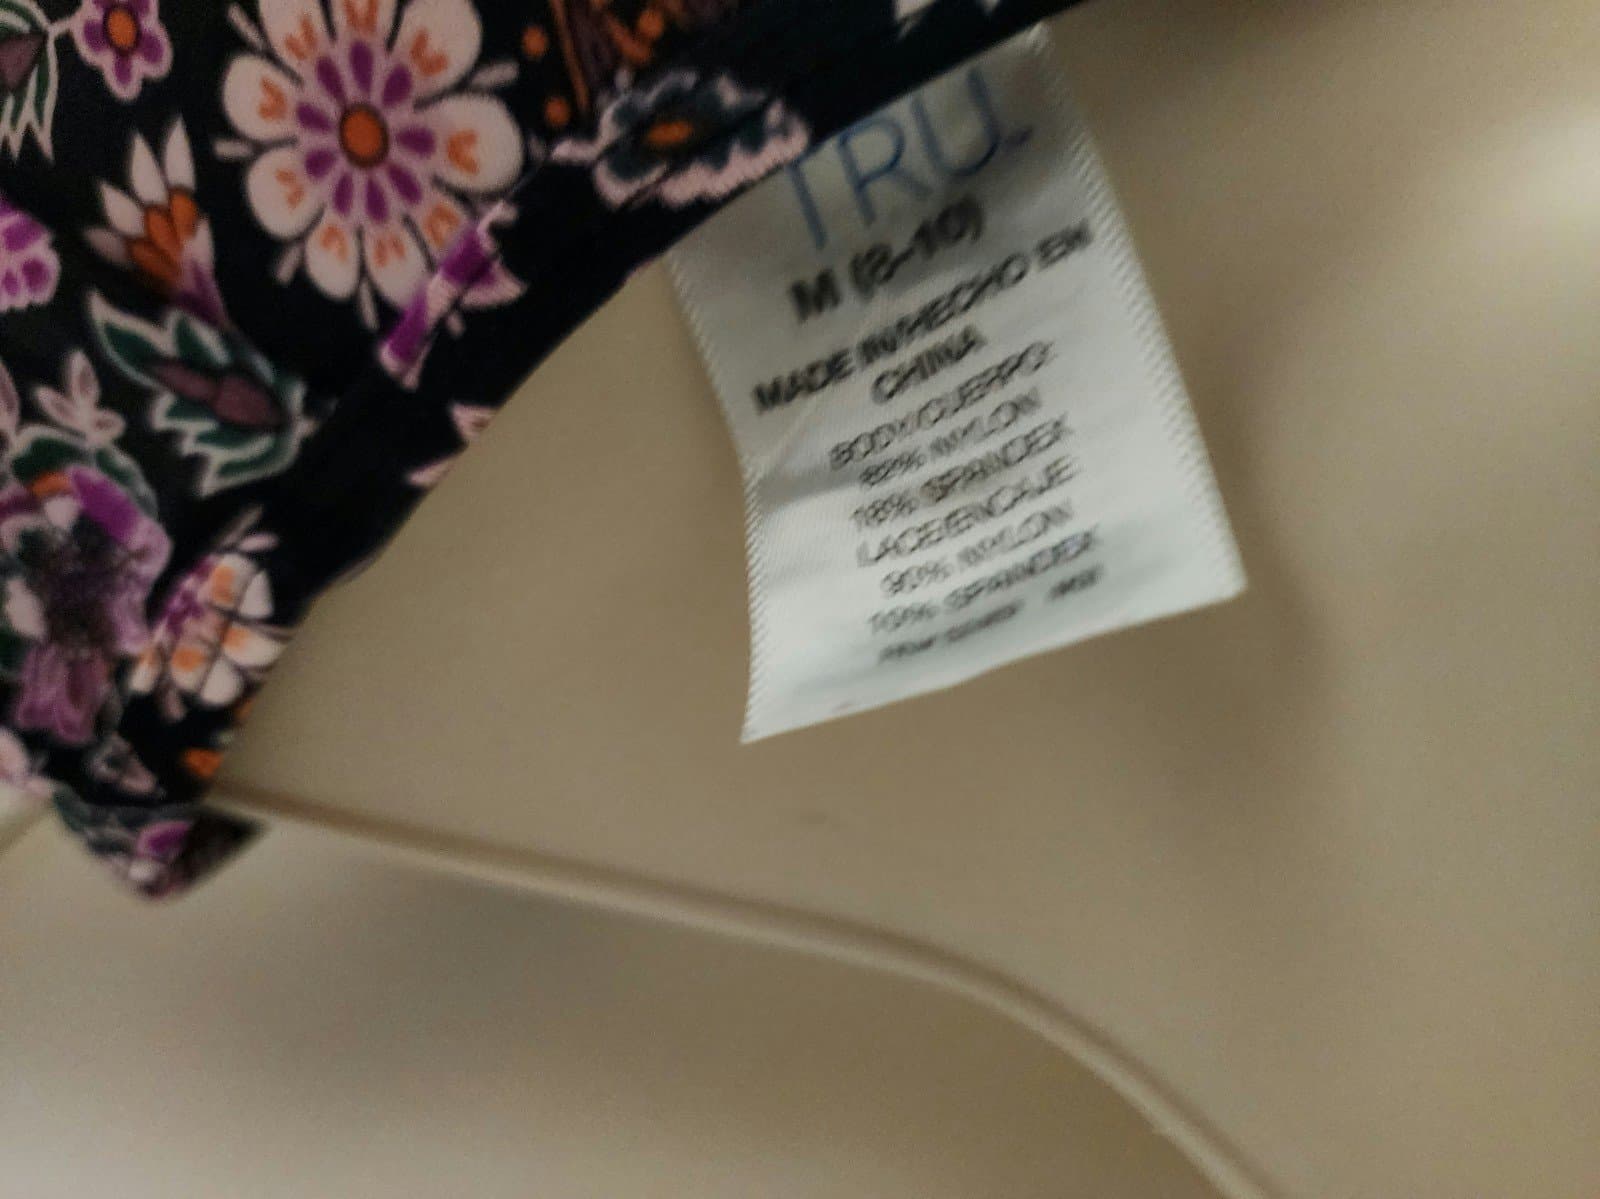 TRU.
M (8-10)
MADE IN/HECHO EN
CHINA
BODY/CUERPO:
82% NYLON
18% SPANDEX
LACE/ENCAJE
90% NYLON
10% SPANDEX